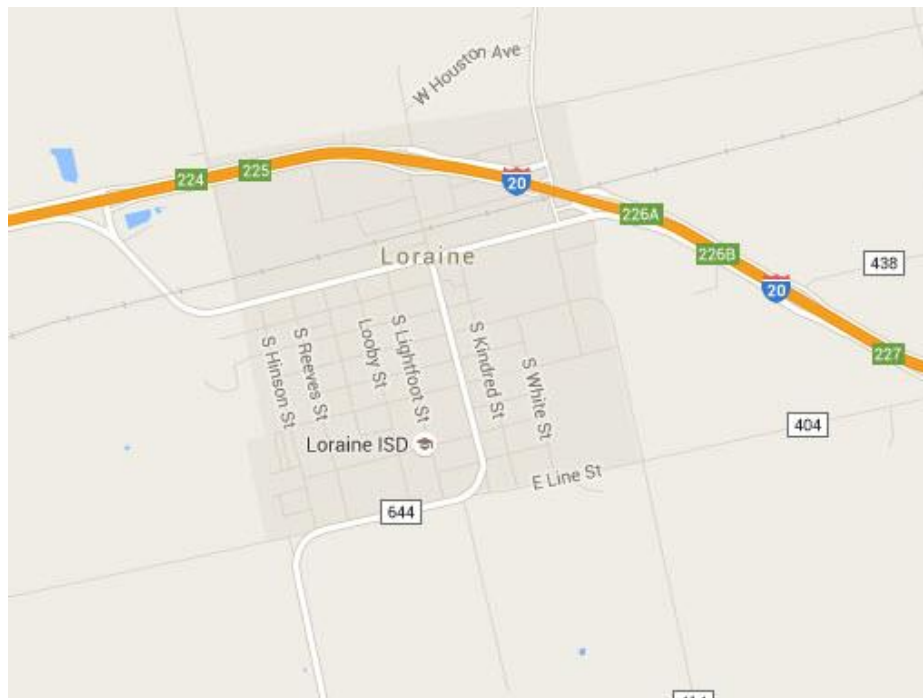 W Houston Ave
225
224
20
226A
Loraine
226B
438
20
S Hinson St
S Reeves St
Looby St
S Lightfoot St
S Kindred St
S White St
227
404
Loraine ISD
E Line St
644